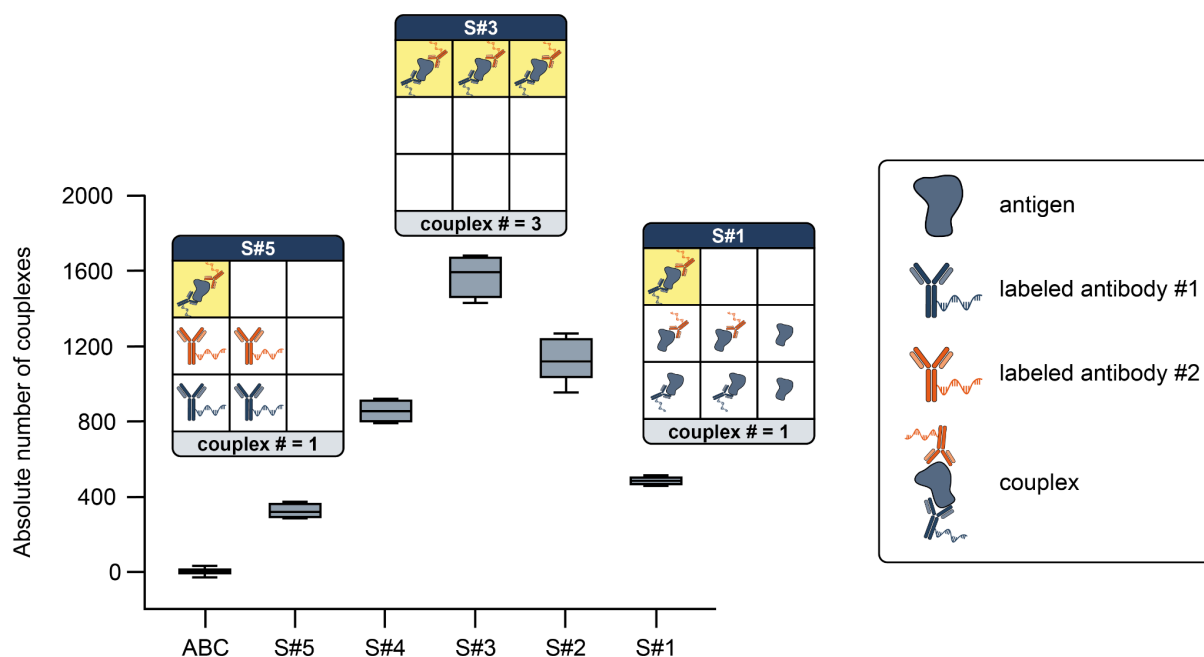 S#3
couplex # = 3
S#5
couplex # = 1
S#1
couplex # = 1
Absolute number of couplexes
2000
1600
1200
800
400
0
ABC
S#5
S#4
S#3
S#2
S#1
antigen
labeled antibody #1
labeled antibody #2
couplex